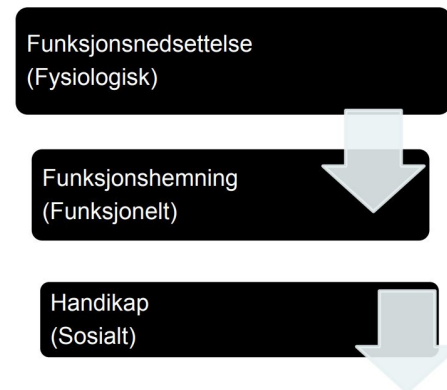 Funksjonsnedsettelse
(Fysiologisk)
Funksjonshemning
(Funksjonelt)
Handikap
(Sosialt)